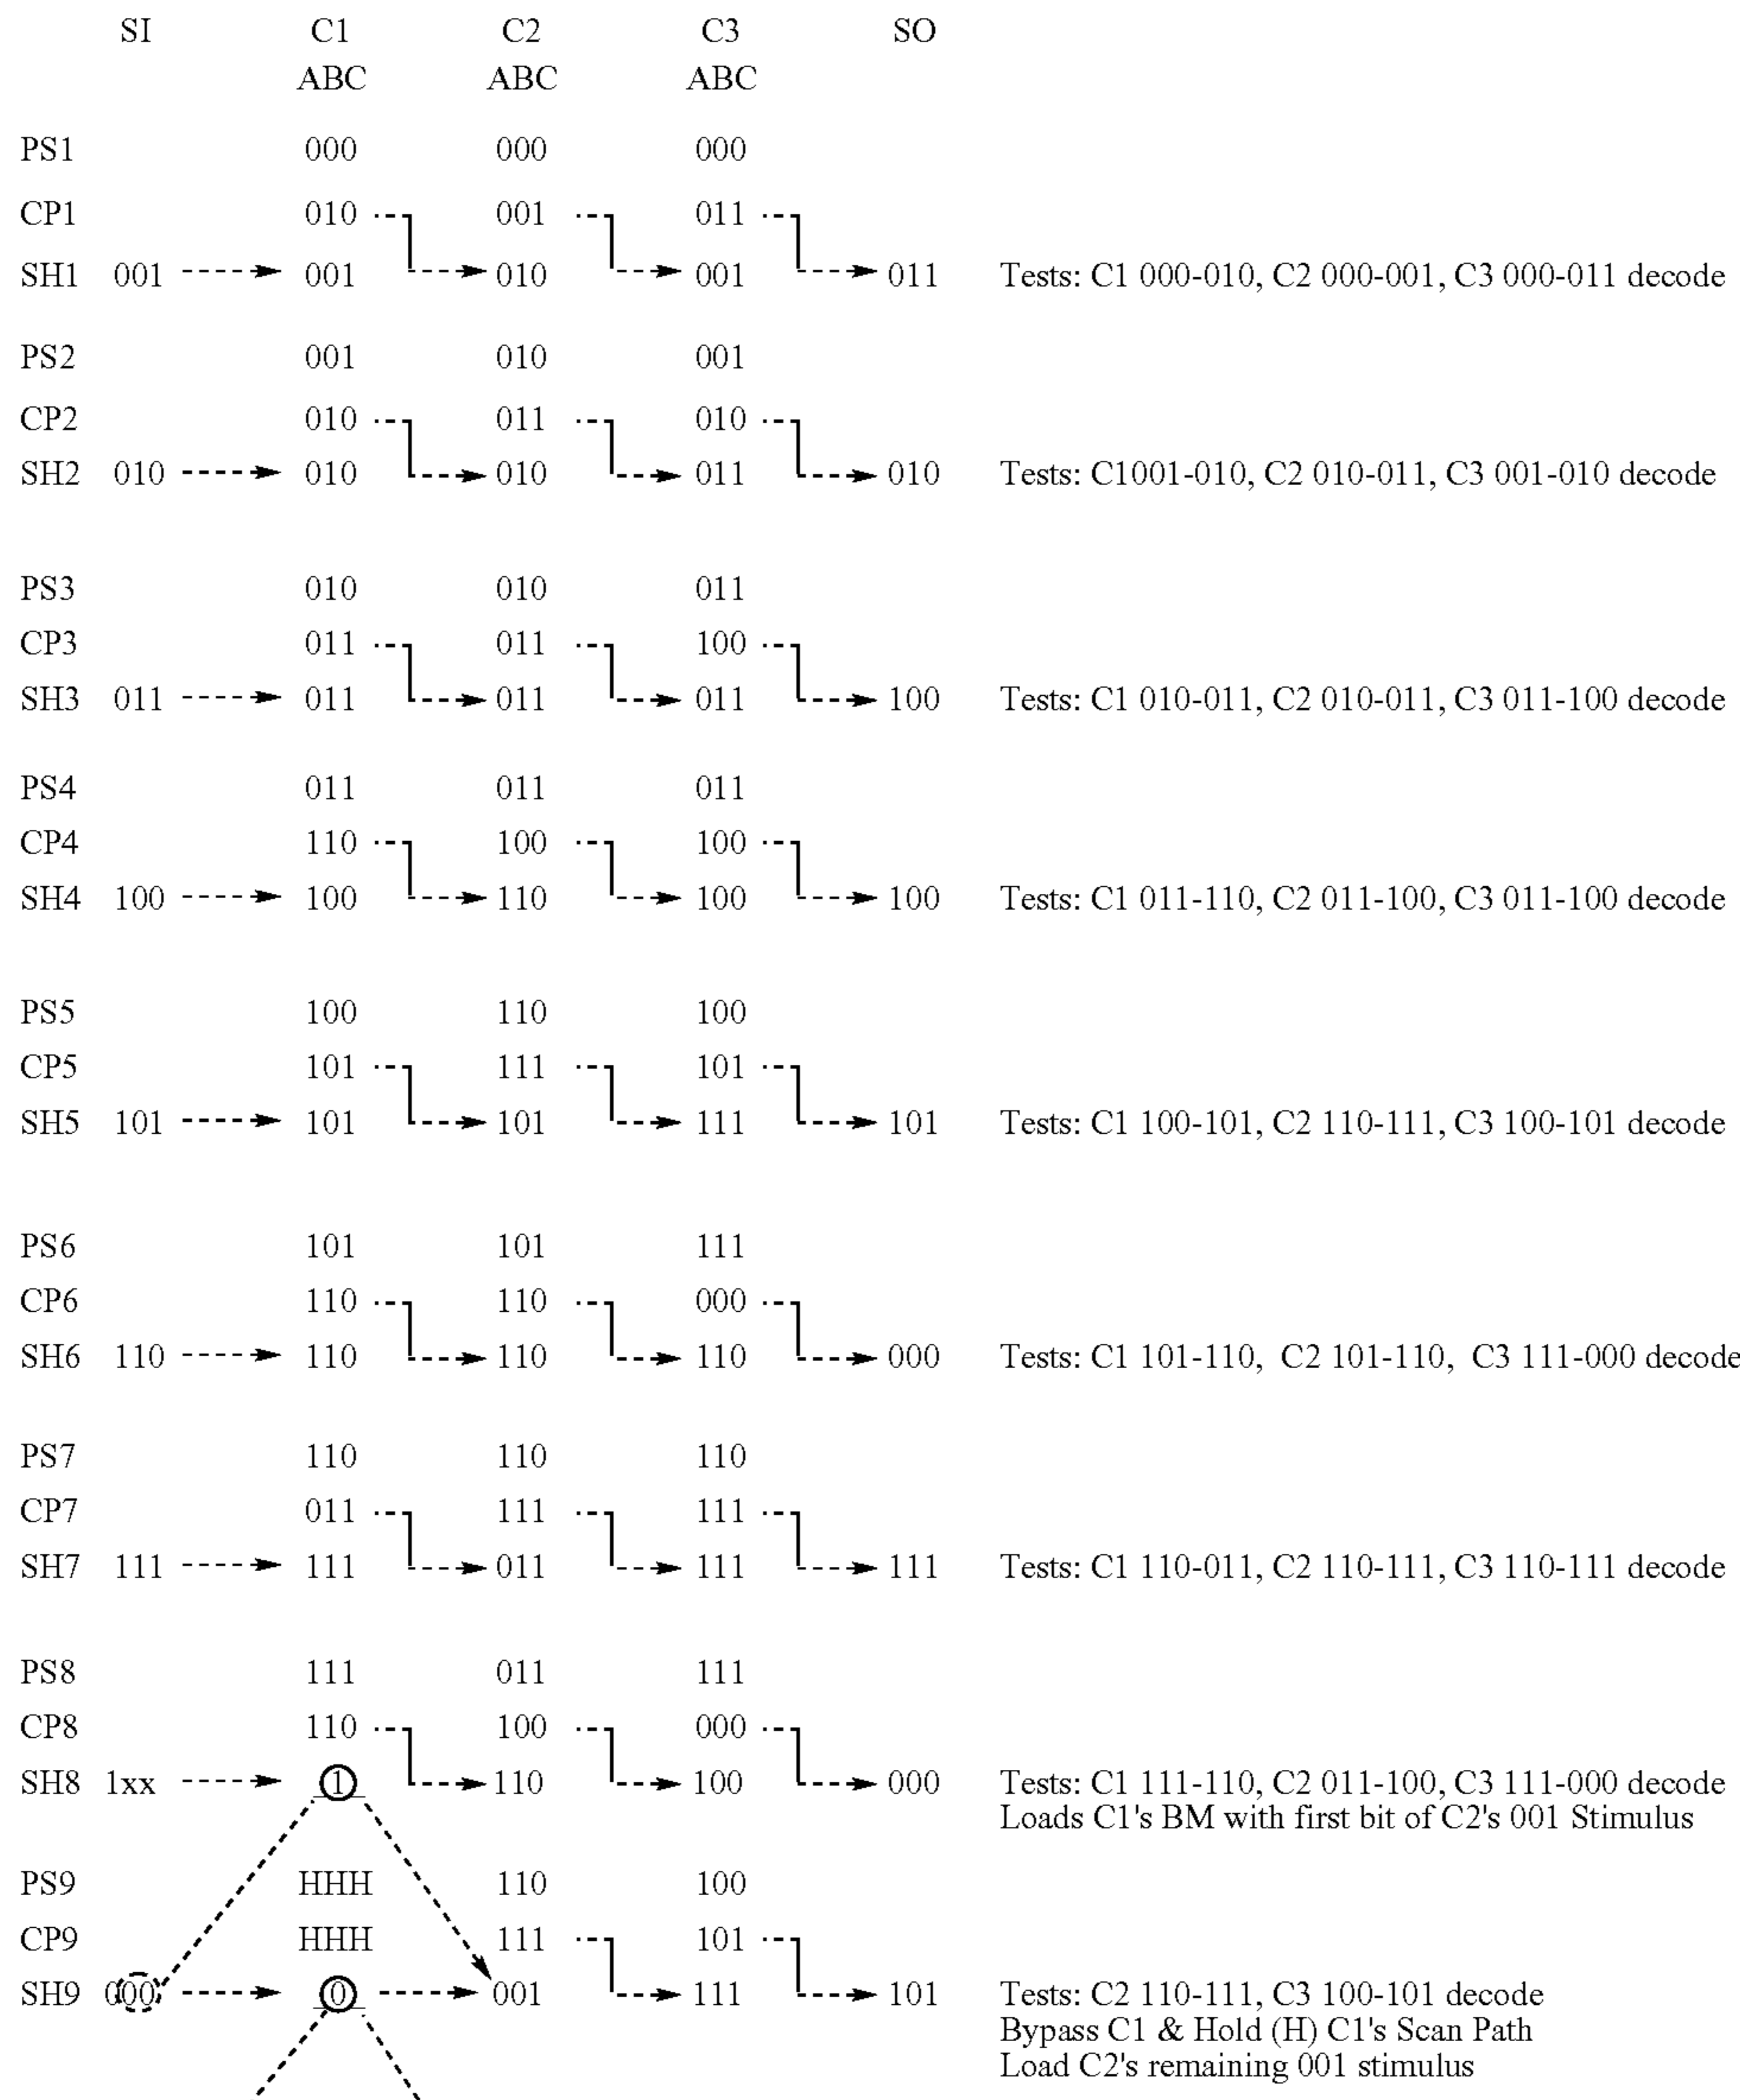 SI C1 C2 C3 SO
ABC ABC ABC
PS1 000 000 000
CP1 010 001 011
SH1 001 001 010 001 011 Tests: C1 000-010, C2 000-001, C3 000-011 decode
PS2 001 010 001
CP2 010 011 010
SH2 010 010 010 011 010 Tests: C1001-010, C2 010-011, C3 001-010 decode
PS3 010 010 011
CP3 011 011 100
SH3 011 011 011 011 100 Tests: C1 010-011, C2 010-011, C3 011-100 decode
PS4 011 011 011
CP4 110 100 100
SH4 100 100 110 100 100 Tests: C1 011-110, C2 011-100, C3 011-100 decode
PS5 100 110 100
CP5 101 111 101
SH5 101 101 101 111 101 Tests: C1 100-101, C2 110-111, C3 100-101 decode
PS6 101 101 111
CP6 110 110 000
SH6 110 110 110 110 000 Tests: C1 101-110, C2 101-110, C3 111-000 decode
PS7 110 110 110
CP7 011 111 111
SH7 111 111 011 111 111 Tests: C1 110-011, C2 110-111, C3 110-111 decode
PS8 111 011 111
CP8 110 100 000
SH8 1xx 1 110 100 000 Tests: C1 111-110, C2 011-100, C3 111-000 decode
Loads C1's BM with first bit of C2's 001 Stimulus
PS9 HHH 110 100
CP9 HHH 111 101
SH9 000 0 001 111 101 Tests: C2 110-111, C3 100-101 decode
Bypass C1 & Hold (H) C1's Scan Path
Load C2's remaining 001 stimulus